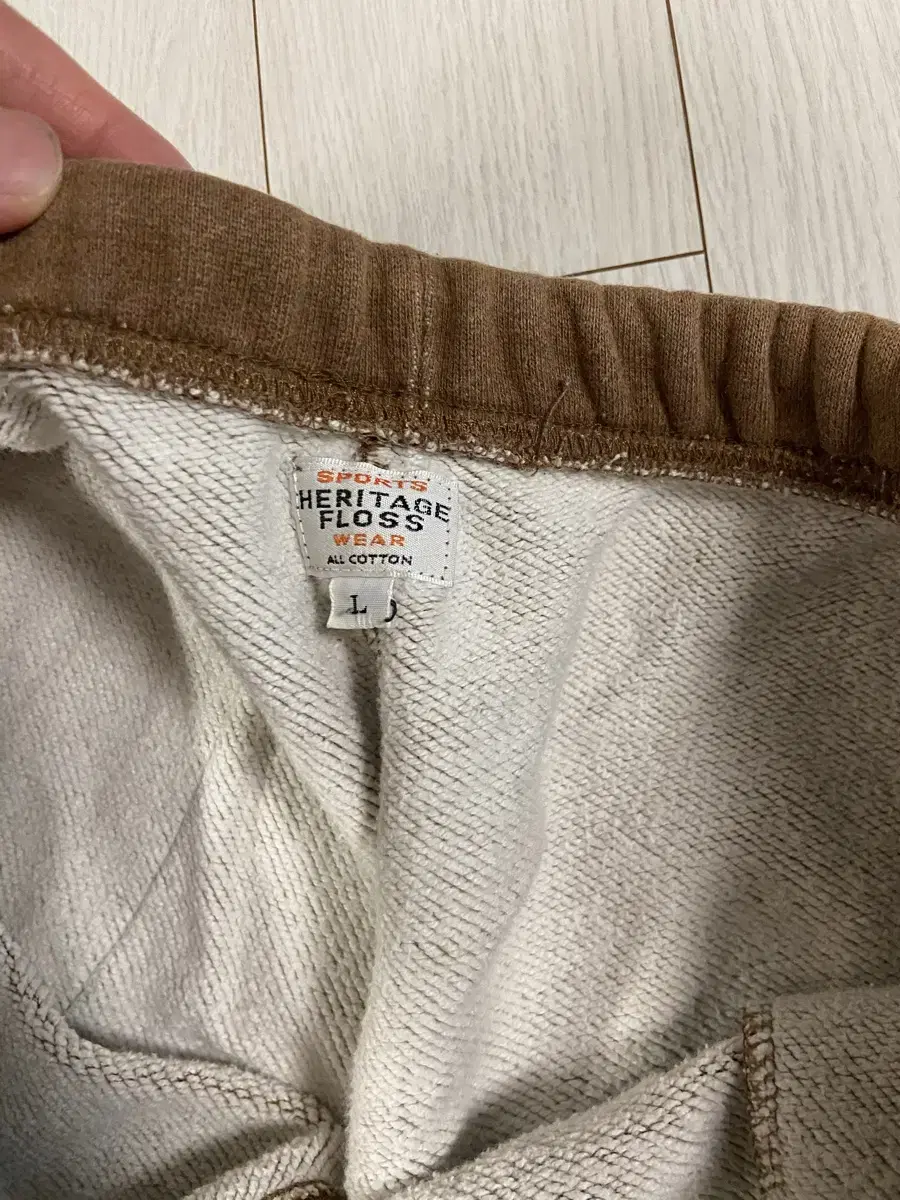 SPORTS
HERITAGE
FLOSS
WEAR
ALL COTTON
L